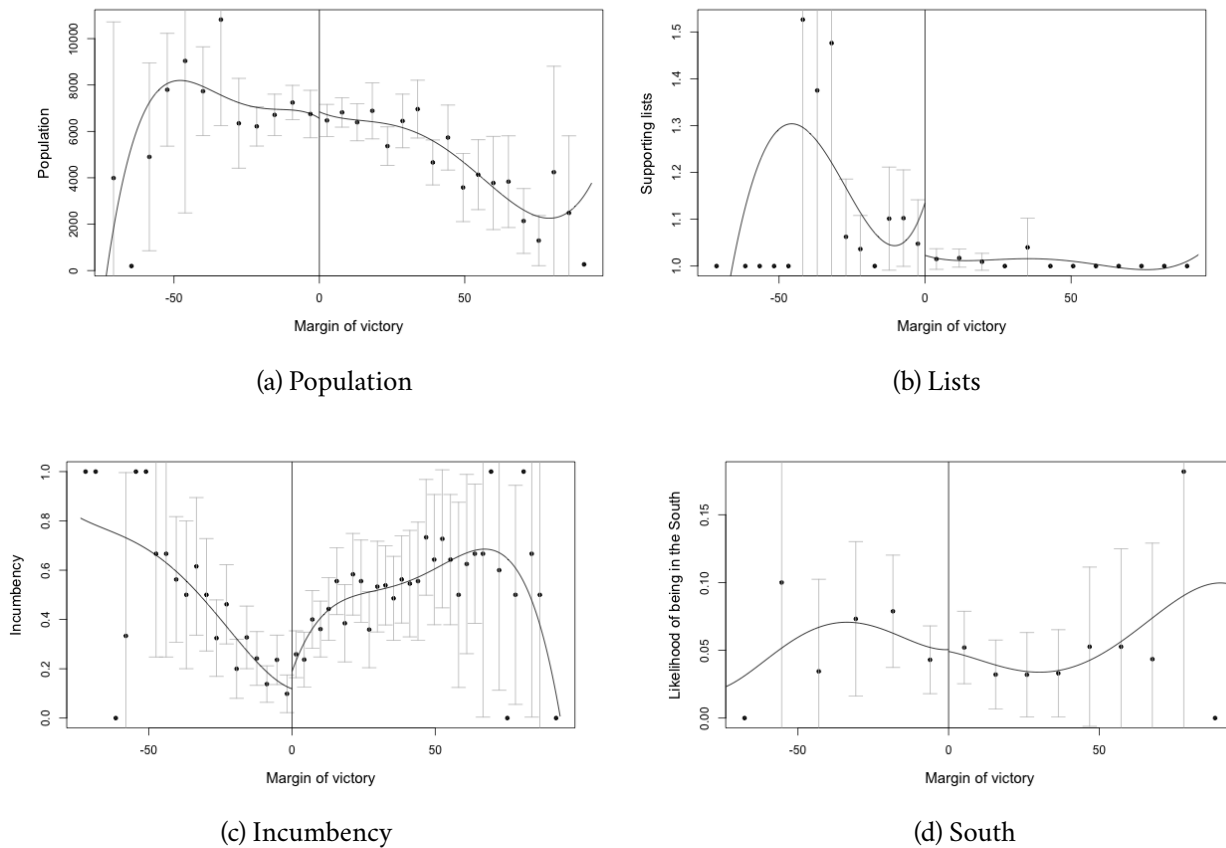 Population
0 2000 4000 6000 8000 10000
-50 0 50
Margin of victory
(a) Population
Supporting lists
1.0 1.1 1.2 1.3 1.4 1.5
-50 0 50
Margin of victory
(b) Lists
Incumbency
0.0 0.2 0.4 0.6 0.8 1.0
-50 0 50
Margin of victory
(c) Incumbency
Likelihood of being in the South
0.00 0.05 0.10 0.15
-50 0 50
Margin of victory
(d) South